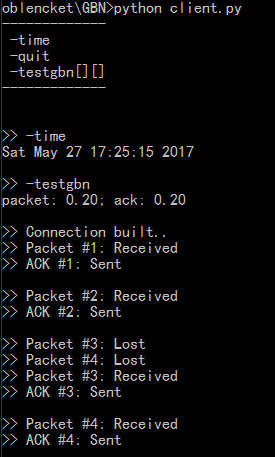 oblencket\GBN>python client.py
-------------
-time
-quit
-testgbn[][]
-------------
>> -time
Sat May 27 17:25:15 2017
>> -testgbn
packet: 0.20; ack: 0.20
>> Connection built..
>> Packet #1: Received
>> ACK #1: Sent
>> Packet #2: Received
>> ACK #2: Sent
>> Packet #3: Lost
>> Packet #4: Lost
>> Packet #3: Received
>> ACK #3: Sent
>> Packet #4: Received
>> ACK #4: Sent